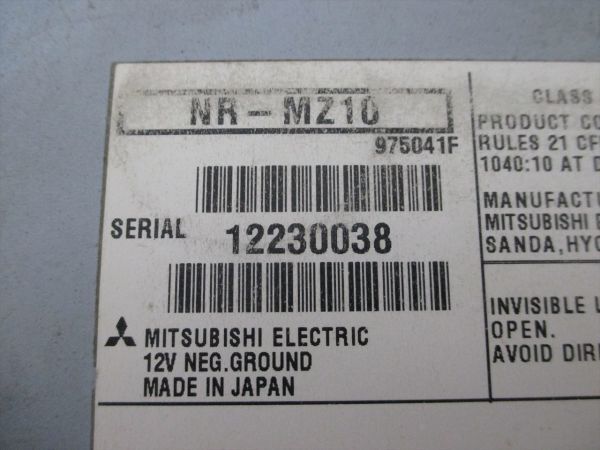 NR-MZ10
975041F
SERIAL 12230038
MITSUBISHI ELECTRIC
12V NEG.GROUND
MADE IN JAPAN
CLASS
PRODUCT CO
RULES 21 CF
1040:10 AT D
MANUFACTU
MITSUBISHI E
SANDA, HYO
INVISIBLE L
OPEN.
AVOID DIR